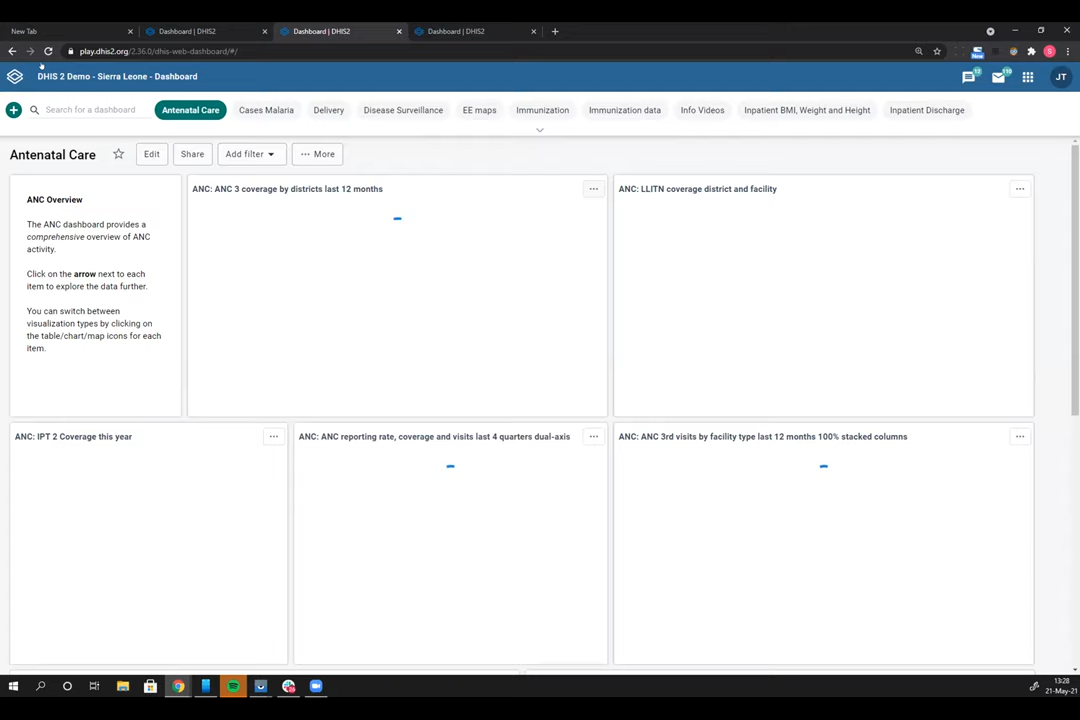 New Tab
Dashboard | DHIS2
Dashboard | DHIS2
Dashboard | DHIS2
play.dhis2.org/2.36.0/dhis-web-dashboard/#/
New
S
DHIS 2 Demo - Sierra Leone - Dashboard
JT
Search for a dashboard
Antenatal Care
Cases Malaria
Delivery
Disease Surveillance
EE maps
Immunization
Immunization data
Info Videos
Inpatient BMI, Weight and Height
Inpatient Discharge
Antenatal Care
Edit
Share
Add filter
More
ANC Overview
The ANC dashboard provides a
comprehensive overview of ANC
activity.
Click on the arrow next to each
item to explore the data further.
You can switch between
visualization types by clicking on
the table/chart/map icons for each
item.
ANC: ANC 3 coverage by districts last 12 months
ANC: LLITN coverage district and facility
ANC: IPT 2 Coverage this year
ANC: ANC reporting rate, coverage and visits last 4 quarters dual-axis
ANC: ANC 3rd visits by facility type last 12 months 100% stacked columns
13:28
21-May-21